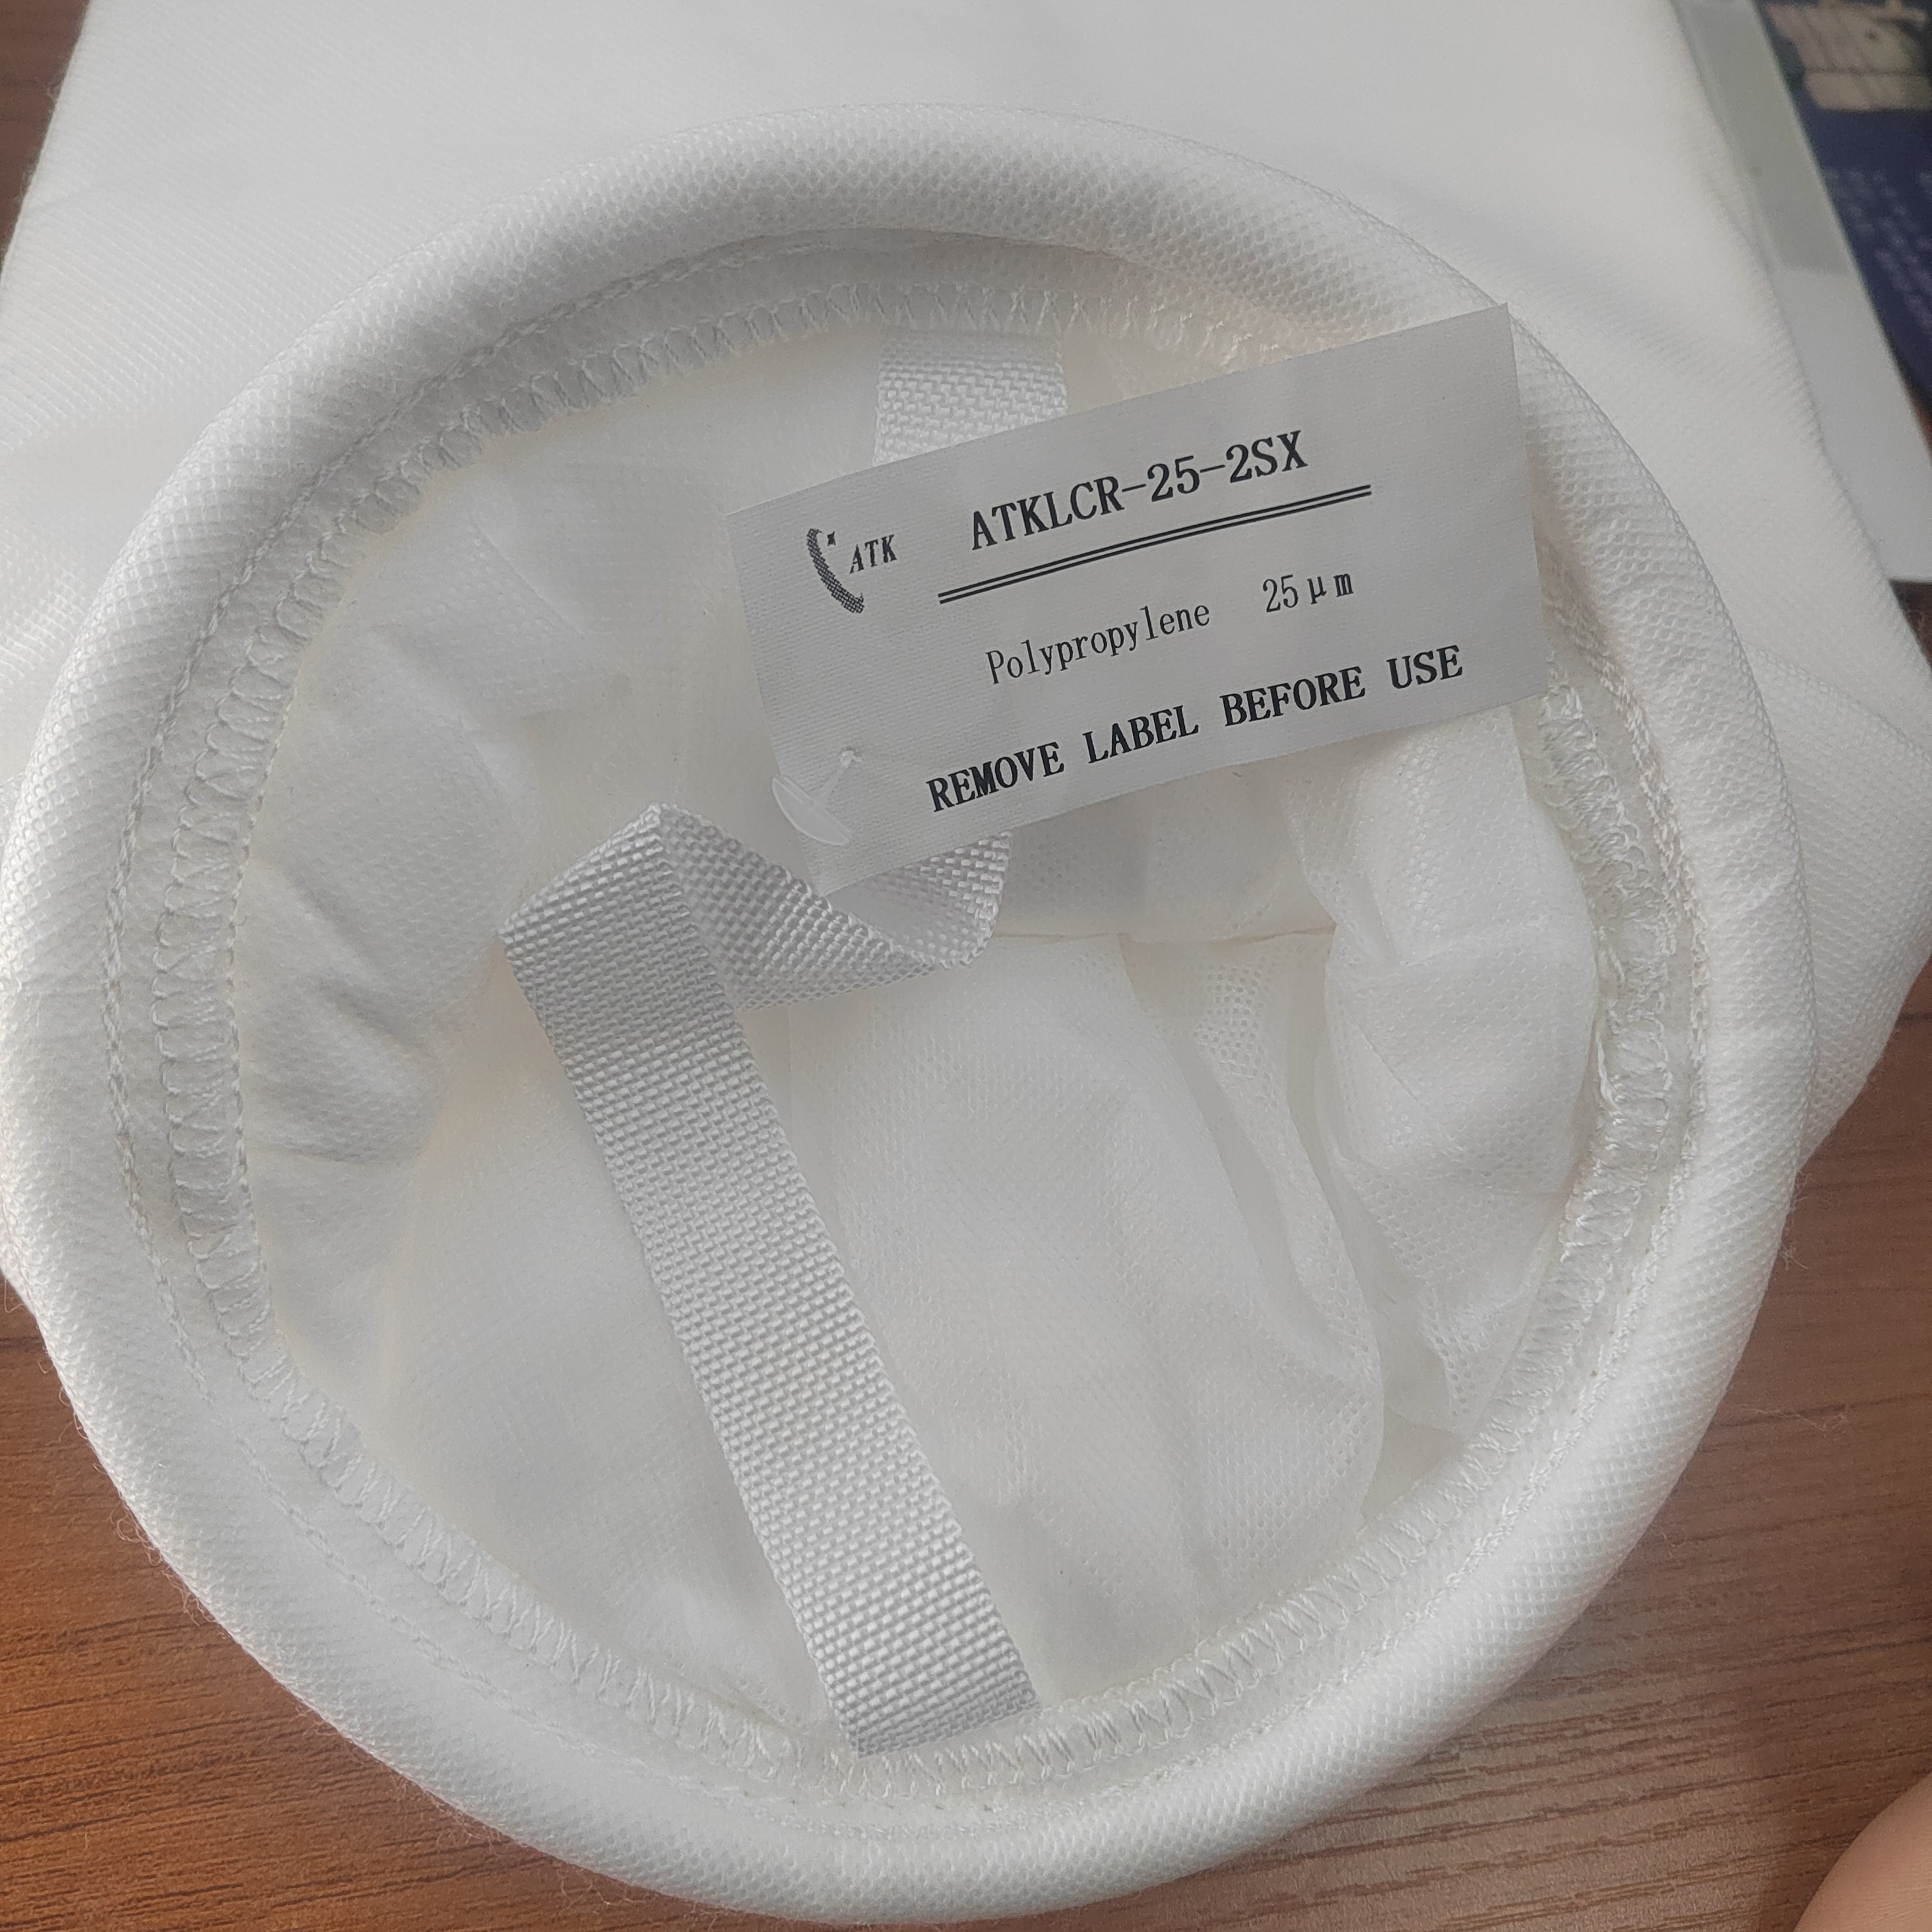 ATK ATKLCR-25-2SX
Polypropylene 25μm
REMOVE LABEL BEFORE USE